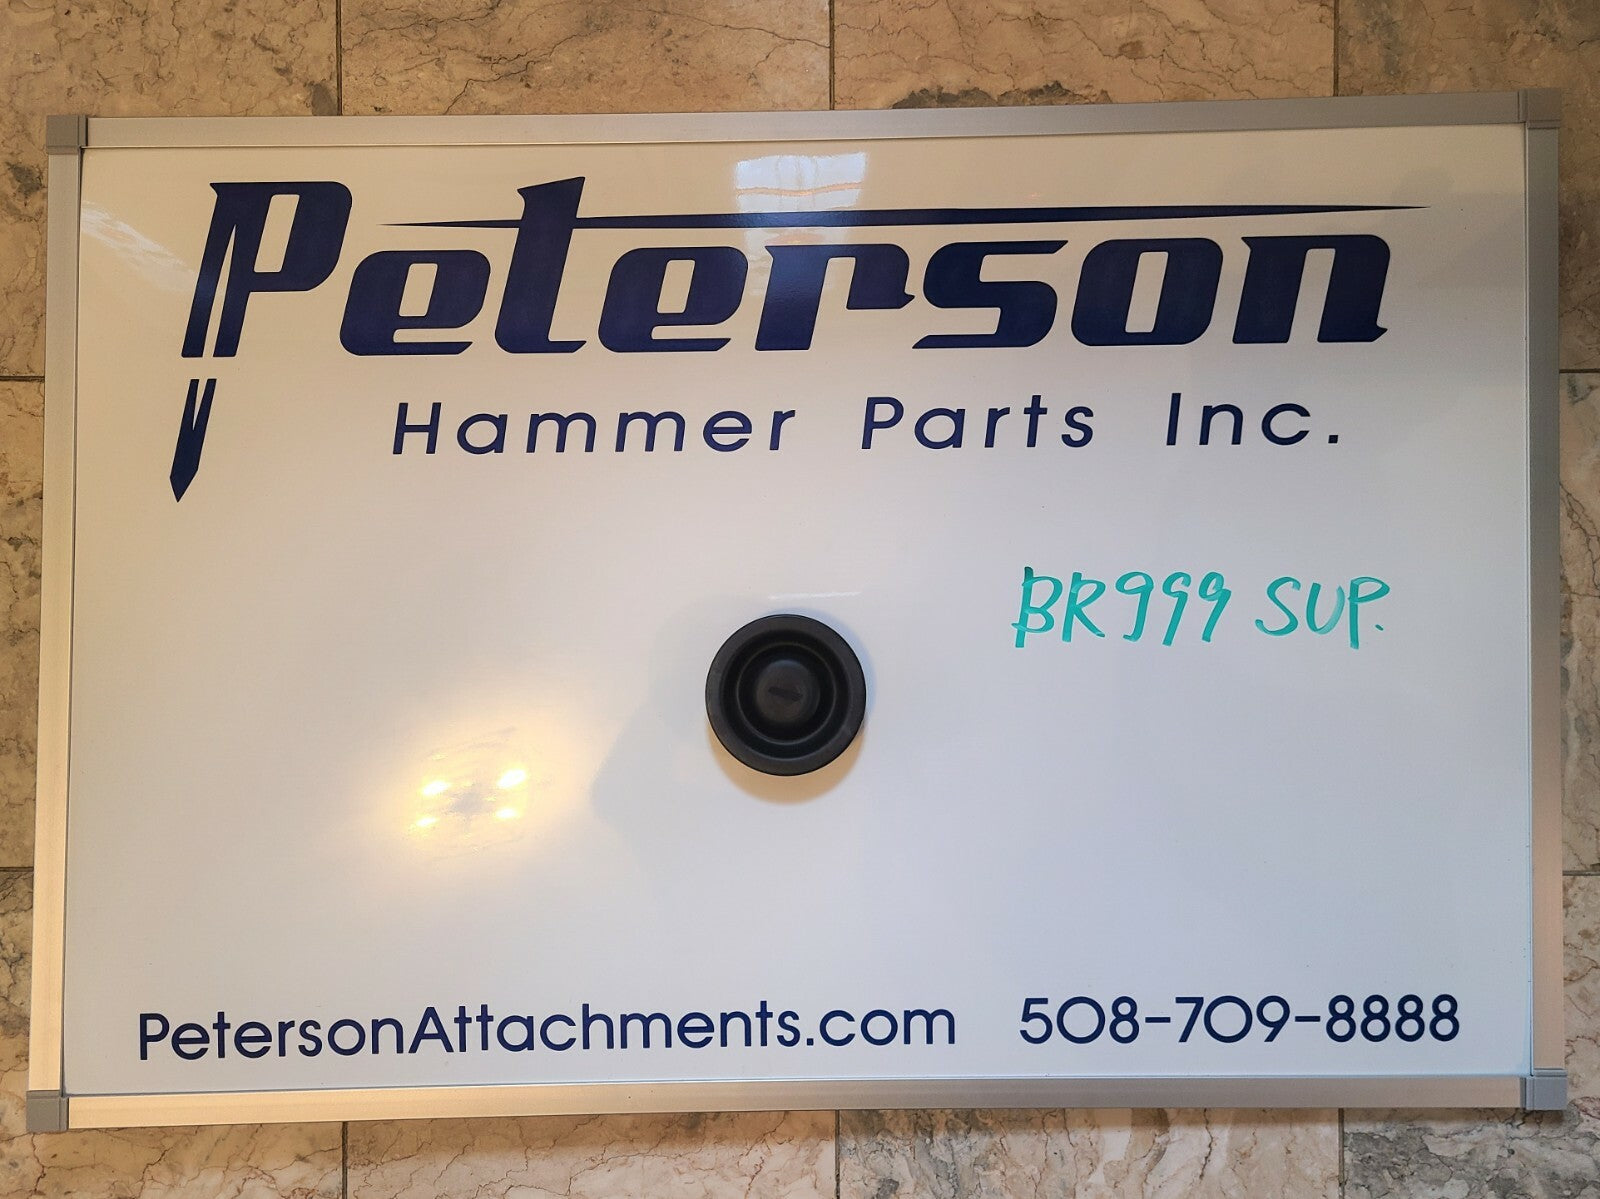 Peterson
Hammer Parts Inc.
BR999 SUP.
PetersonAttachments.com 508-709-8888